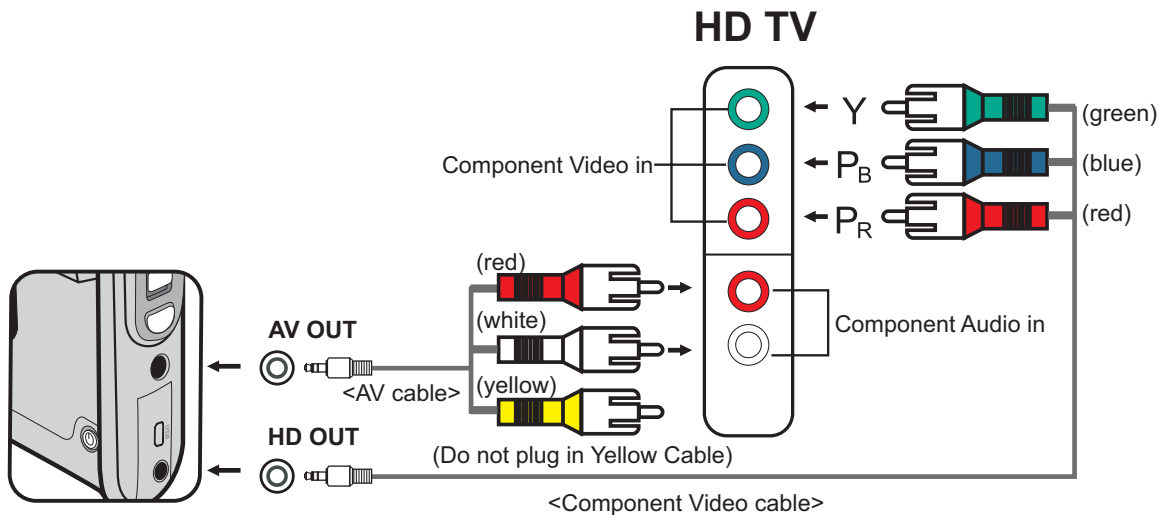 HD TV
Y
(green)
Component Video in
PB
(blue)
PR
(red)
(red)
(white)
Component Audio in
AV OUT
<AV cable>
(yellow)
HD OUT
(Do not plug in Yellow Cable)
<Component Video cable>
USB